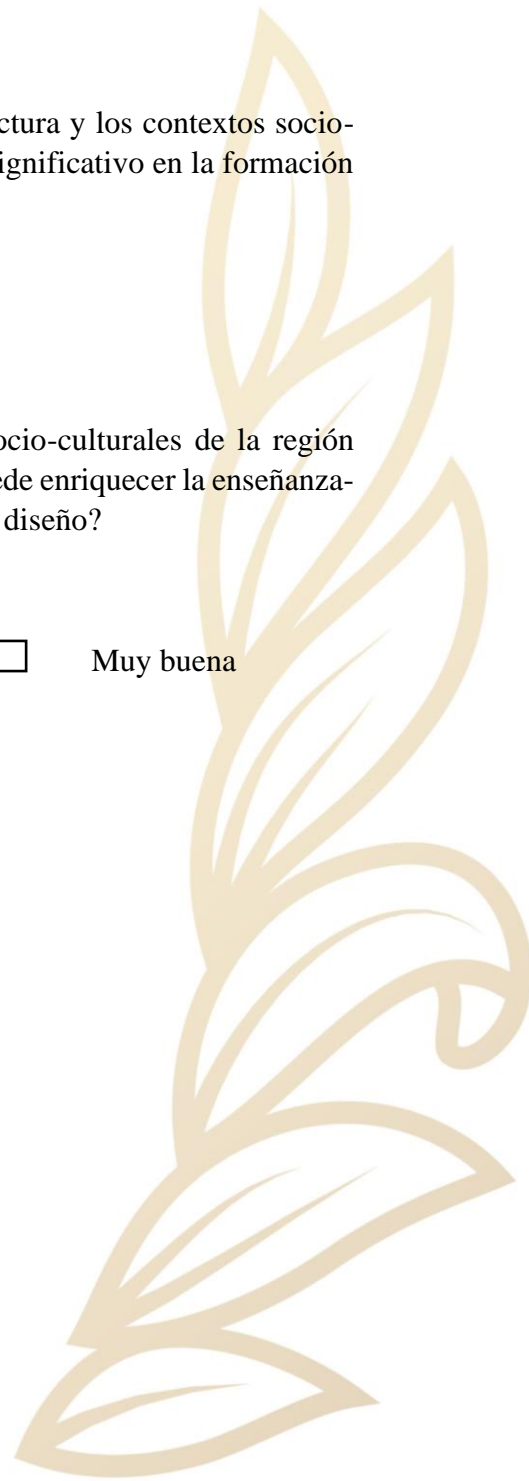 ctura y los contextos socio-
ignificativo en la formación
ocio-culturales de la región
ede enriquecer la enseñanza-
diseño?
Muy buena